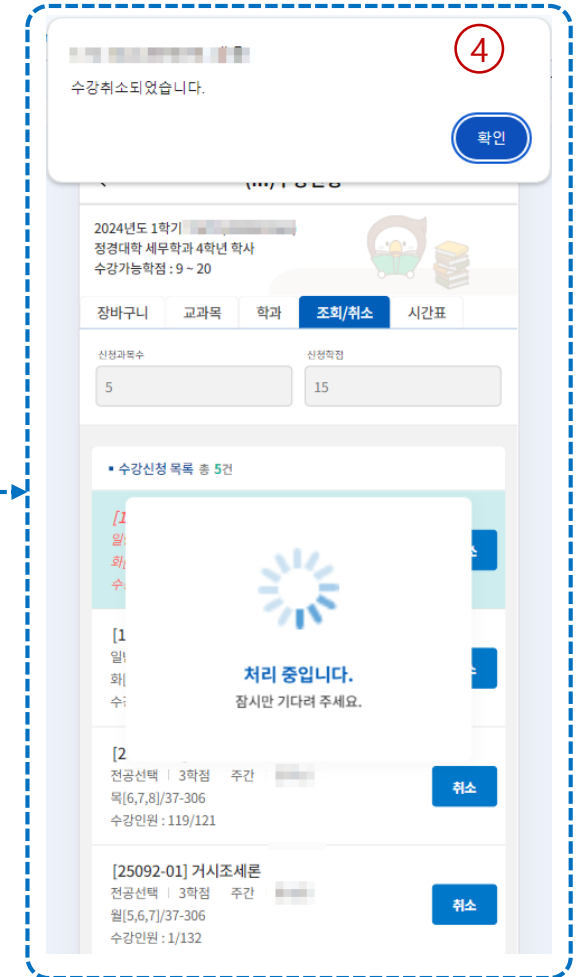 ④
수강취소되었습니다.
확인
2024년도 1학기
정경대학 세무학과 4학년 학사
수강가능학점 : 9 ~ 20
장바구니 교과목 학과 조회/취소 시간표
신청과목수 신청학점
5 15
▪ 수강신청 목록 총 5건
[1
처리 중입니다.
잠시만 기다려 주세요.
[1
[2
전공선택 | 3학점 주간
목[6,7,8]/37-306
수강인원 : 119/121
취소
[25092-01] 거시조세론
전공선택 | 3학점 주간
월[5,6,7]/37-306
수강인원 : 1/132
취소